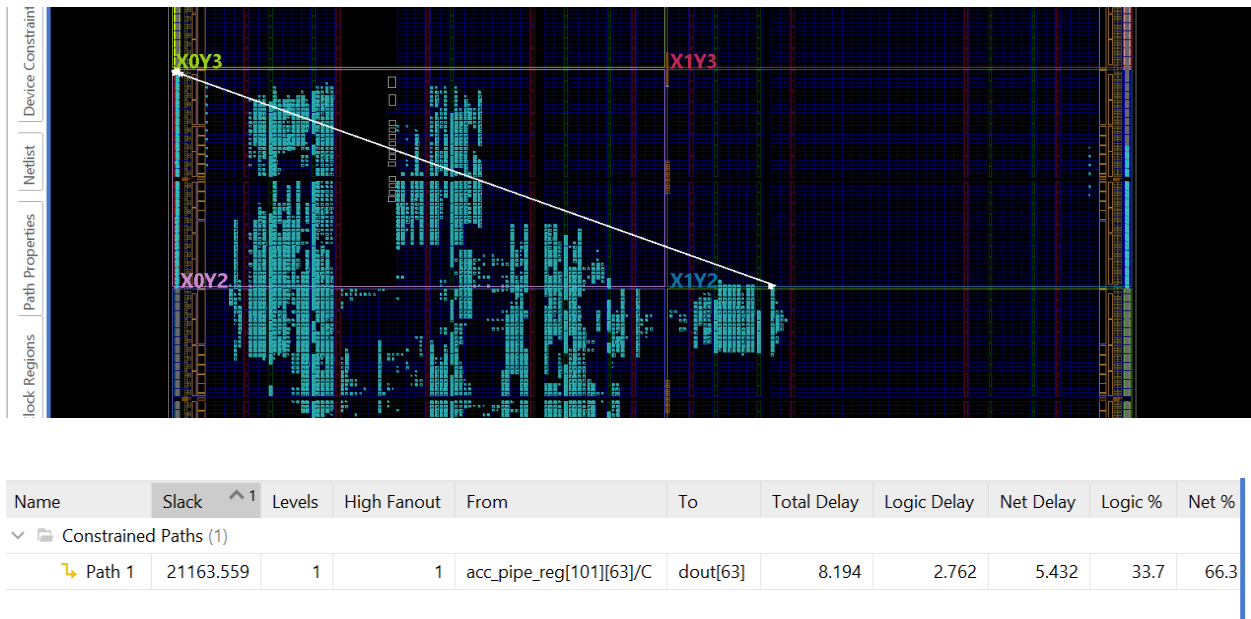 Device Constraint
X0Y3
X1Y3
Netlist
Path Properties
X0Y2
X1Y2
lock Regions
Name Slack 1 Levels High Fanout From To Total Delay Logic Delay Net Delay Logic % Net %
Constrained Paths (1)
Path 1 21163.559 1 1 acc_pipe_reg[101][63]/C dout[63] 8.194 2.762 5.432 33.7 66.3